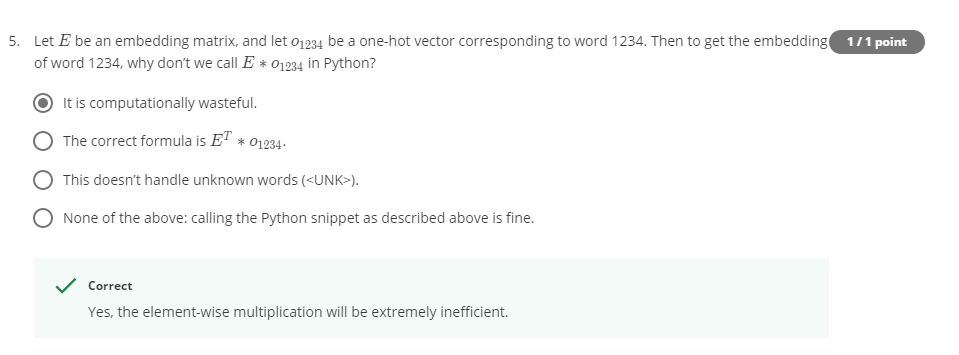 5. Let E be an embedding matrix, and let o₁₂₃₄ be a one-hot vector corresponding to word 1234. Then to get the embedding 1 / 1 point
of word 1234, why don't we call E * o₁₂₃₄ in Python?
It is computationally wasteful.
The correct formula is Eᵀ * o₁₂₃₄.
This doesn't handle unknown words (<UNK>).
None of the above: calling the Python snippet as described above is fine.
Correct
Yes, the element-wise multiplication will be extremely inefficient.